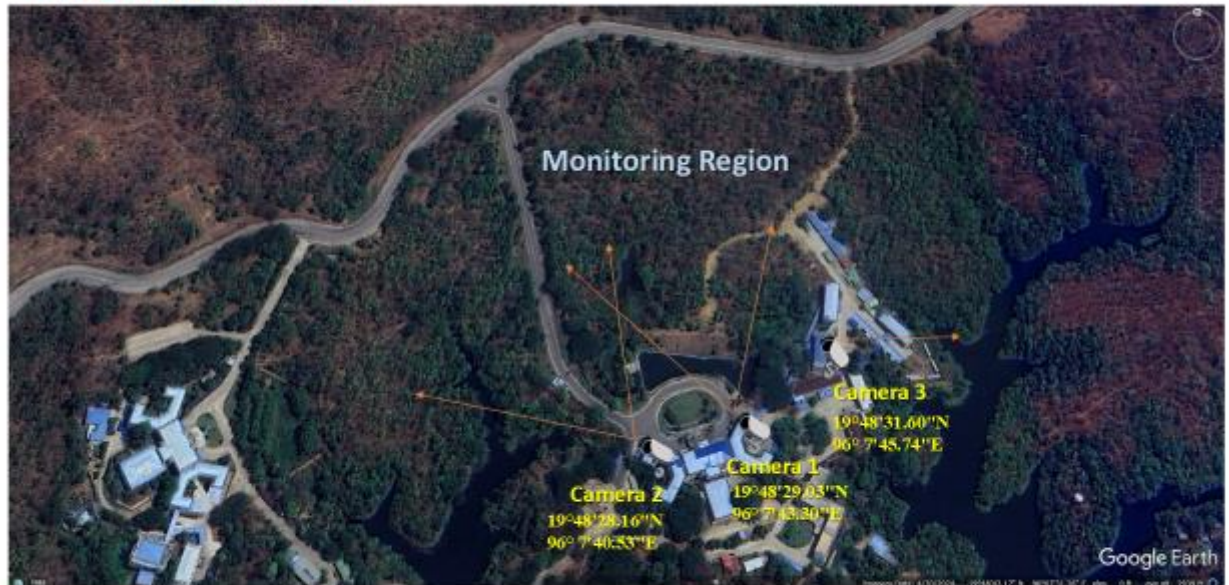 Monitoring Region
Camera 3
19°48'31.60"N
96° 7'45.74"E
Camera 1
19°48'29.03"N
96° 7'43.30"E
Camera 2
19°48'28.16"N
96° 7'40.53"E
Google Earth